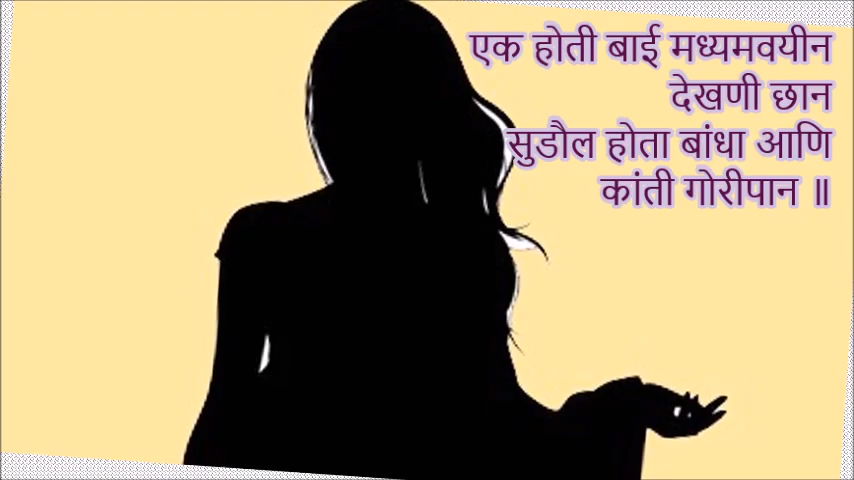 एक होती बाई मध्यमवयीन
देखणी छान
सुडौल होता बांधा आणि
कांती गोरीपान ॥